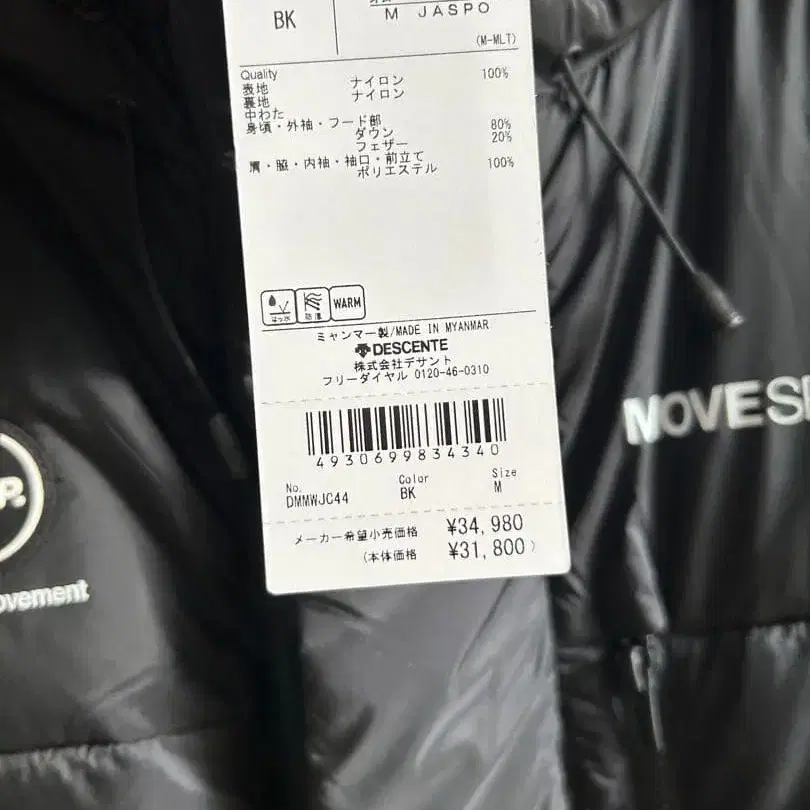 BK
M JASPO
(M-MLT)
Quality
表地 ナイロン 100%
裏地 ナイロン
中わた
身頃・外袖・フード部
ダウン 80%
フェザー 20%
肩・脇・内袖・袖口・前立て
ポリエステル 100%
はっ水 防風 WARM
ミャンマー製/MADE IN MYANMAR
DESCENTE
株式会社デサント
フリーダイヤル 0120-46-0310
4930699834340
No. Color Size
DMMWJC44 BK M
メーカー希望小売価格 ¥34,980
(本体価格 ¥31,800)
P.
ovement
MOVESP